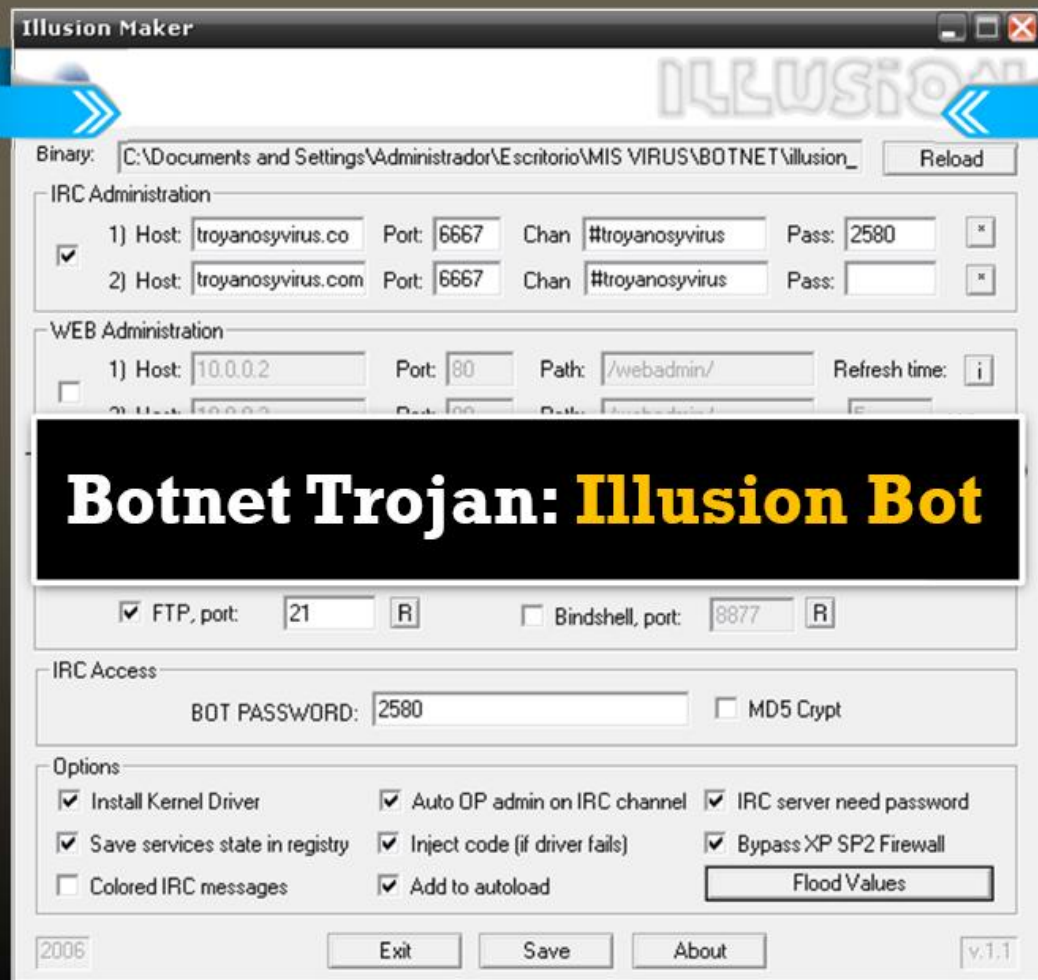 Illusion Maker
ILLUSION
Binary: C:\Documents and Settings\Administrador\Escritorio\MIS VIRUS\BOTNET\illusion_ Reload
IRC Administration
1) Host: troyanosyvirus.co Port: 6667 Chan #troyanosyvirus Pass: 2580 *
2) Host: troyanosyvirus.com Port: 6667 Chan #troyanosyvirus Pass: *
WEB Administration
1) Host: 10.0.0.2 Port: 80 Path: /webadmin/ Refresh time: i
Botnet Trojan: Illusion Bot
FTP, port: 21 R Bindshell, port: 8877 R
IRC Access
BOT PASSWORD: 2580 MD5 Crypt
Options
Install Kernel Driver Auto OP admin on IRC channel IRC server need password
Save services state in registry Inject code (if driver fails) Bypass XP SP2 Firewall
Colored IRC messages Add to autoload Flood Values
2006 Exit Save About v.1.1